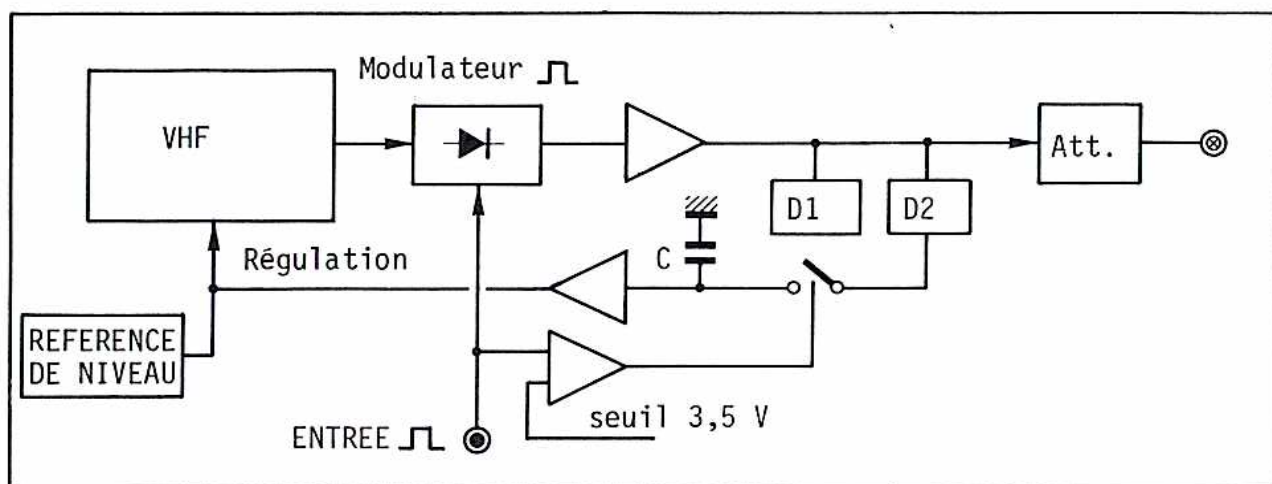 Modulateur
VHF
Att.
D1
D2
C
Régulation
REFERENCE
DE NIVEAU
seuil 3,5 V
ENTREE